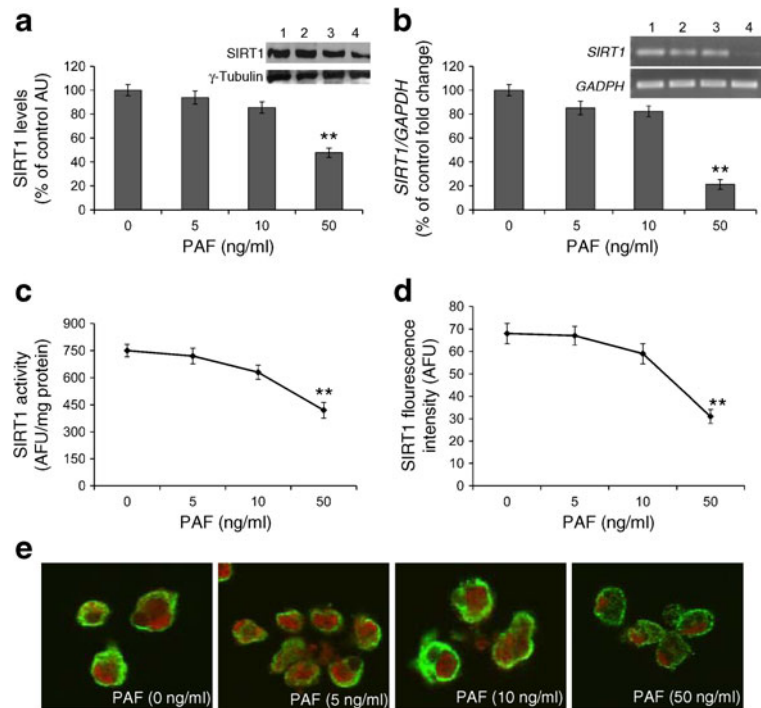 a
1 2 3 4
SIRT1
γ-Tubulin
120
100
80
60
40
20
0
SIRT1 levels
(% of control AU)
**
0 5 10 50
PAF (ng/ml)
b
1 2 3 4
SIRT1
GADPH
120
100
80
60
40
20
0
SIRT1/GAPDH
(% of control fold change)
**
0 5 10 50
PAF (ng/ml)
c
900
750
600
450
300
150
0
SIRT1 activity
(AFU/mg protein)
**
0 5 10 50
PAF (ng/ml)
d
80
70
60
50
40
30
20
10
0
SIRT1 flourescence
intensity (AFU)
**
0 5 10 50
PAF (ng/ml)
e
PAF (0 ng/ml)
PAF (5 ng/ml)
PAF (10 ng/ml)
PAF (50 ng/ml)